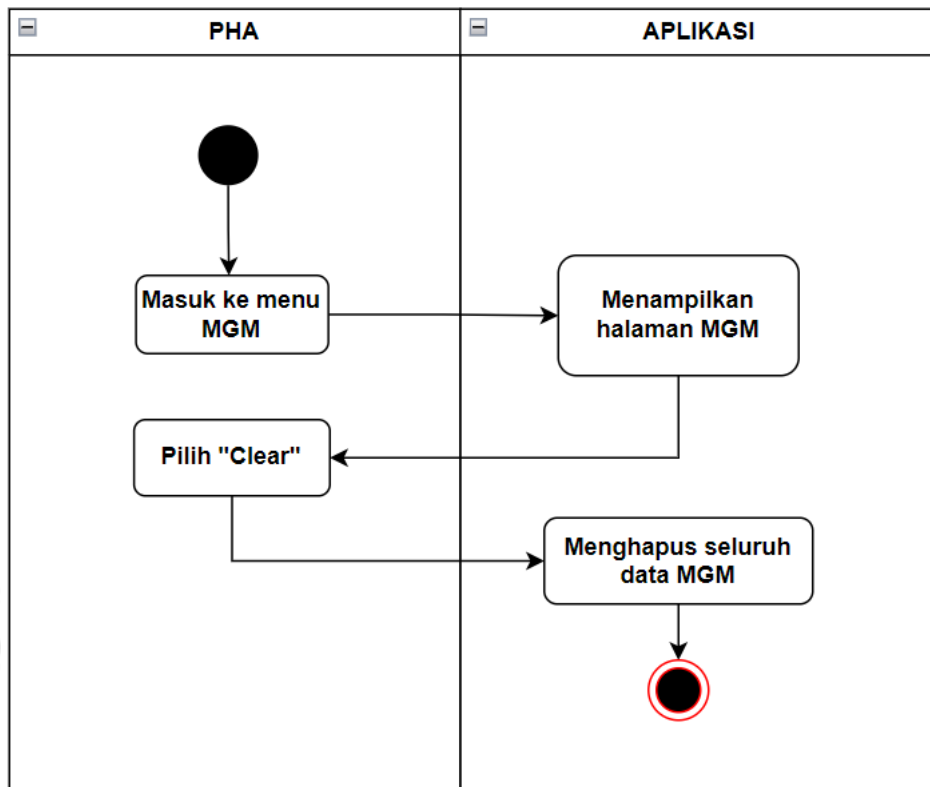 PHA
APLIKASI
Masuk ke menu
MGM
Menampilkan
halaman MGM
Pilih "Clear"
Menghapus seluruh
data MGM